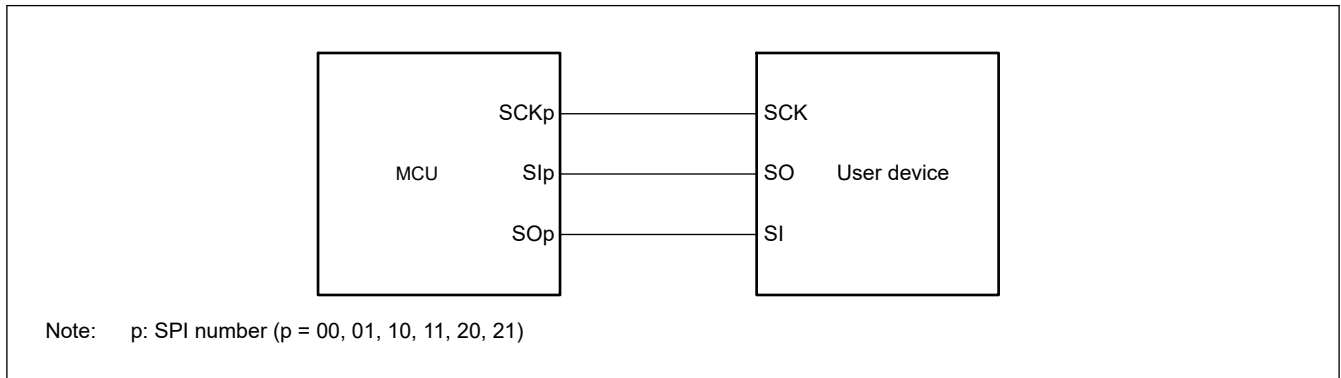 SCKp SCK
MCU SIp SO User device
SOp SI
Note: p: SPI number (p = 00, 01, 10, 11, 20, 21)